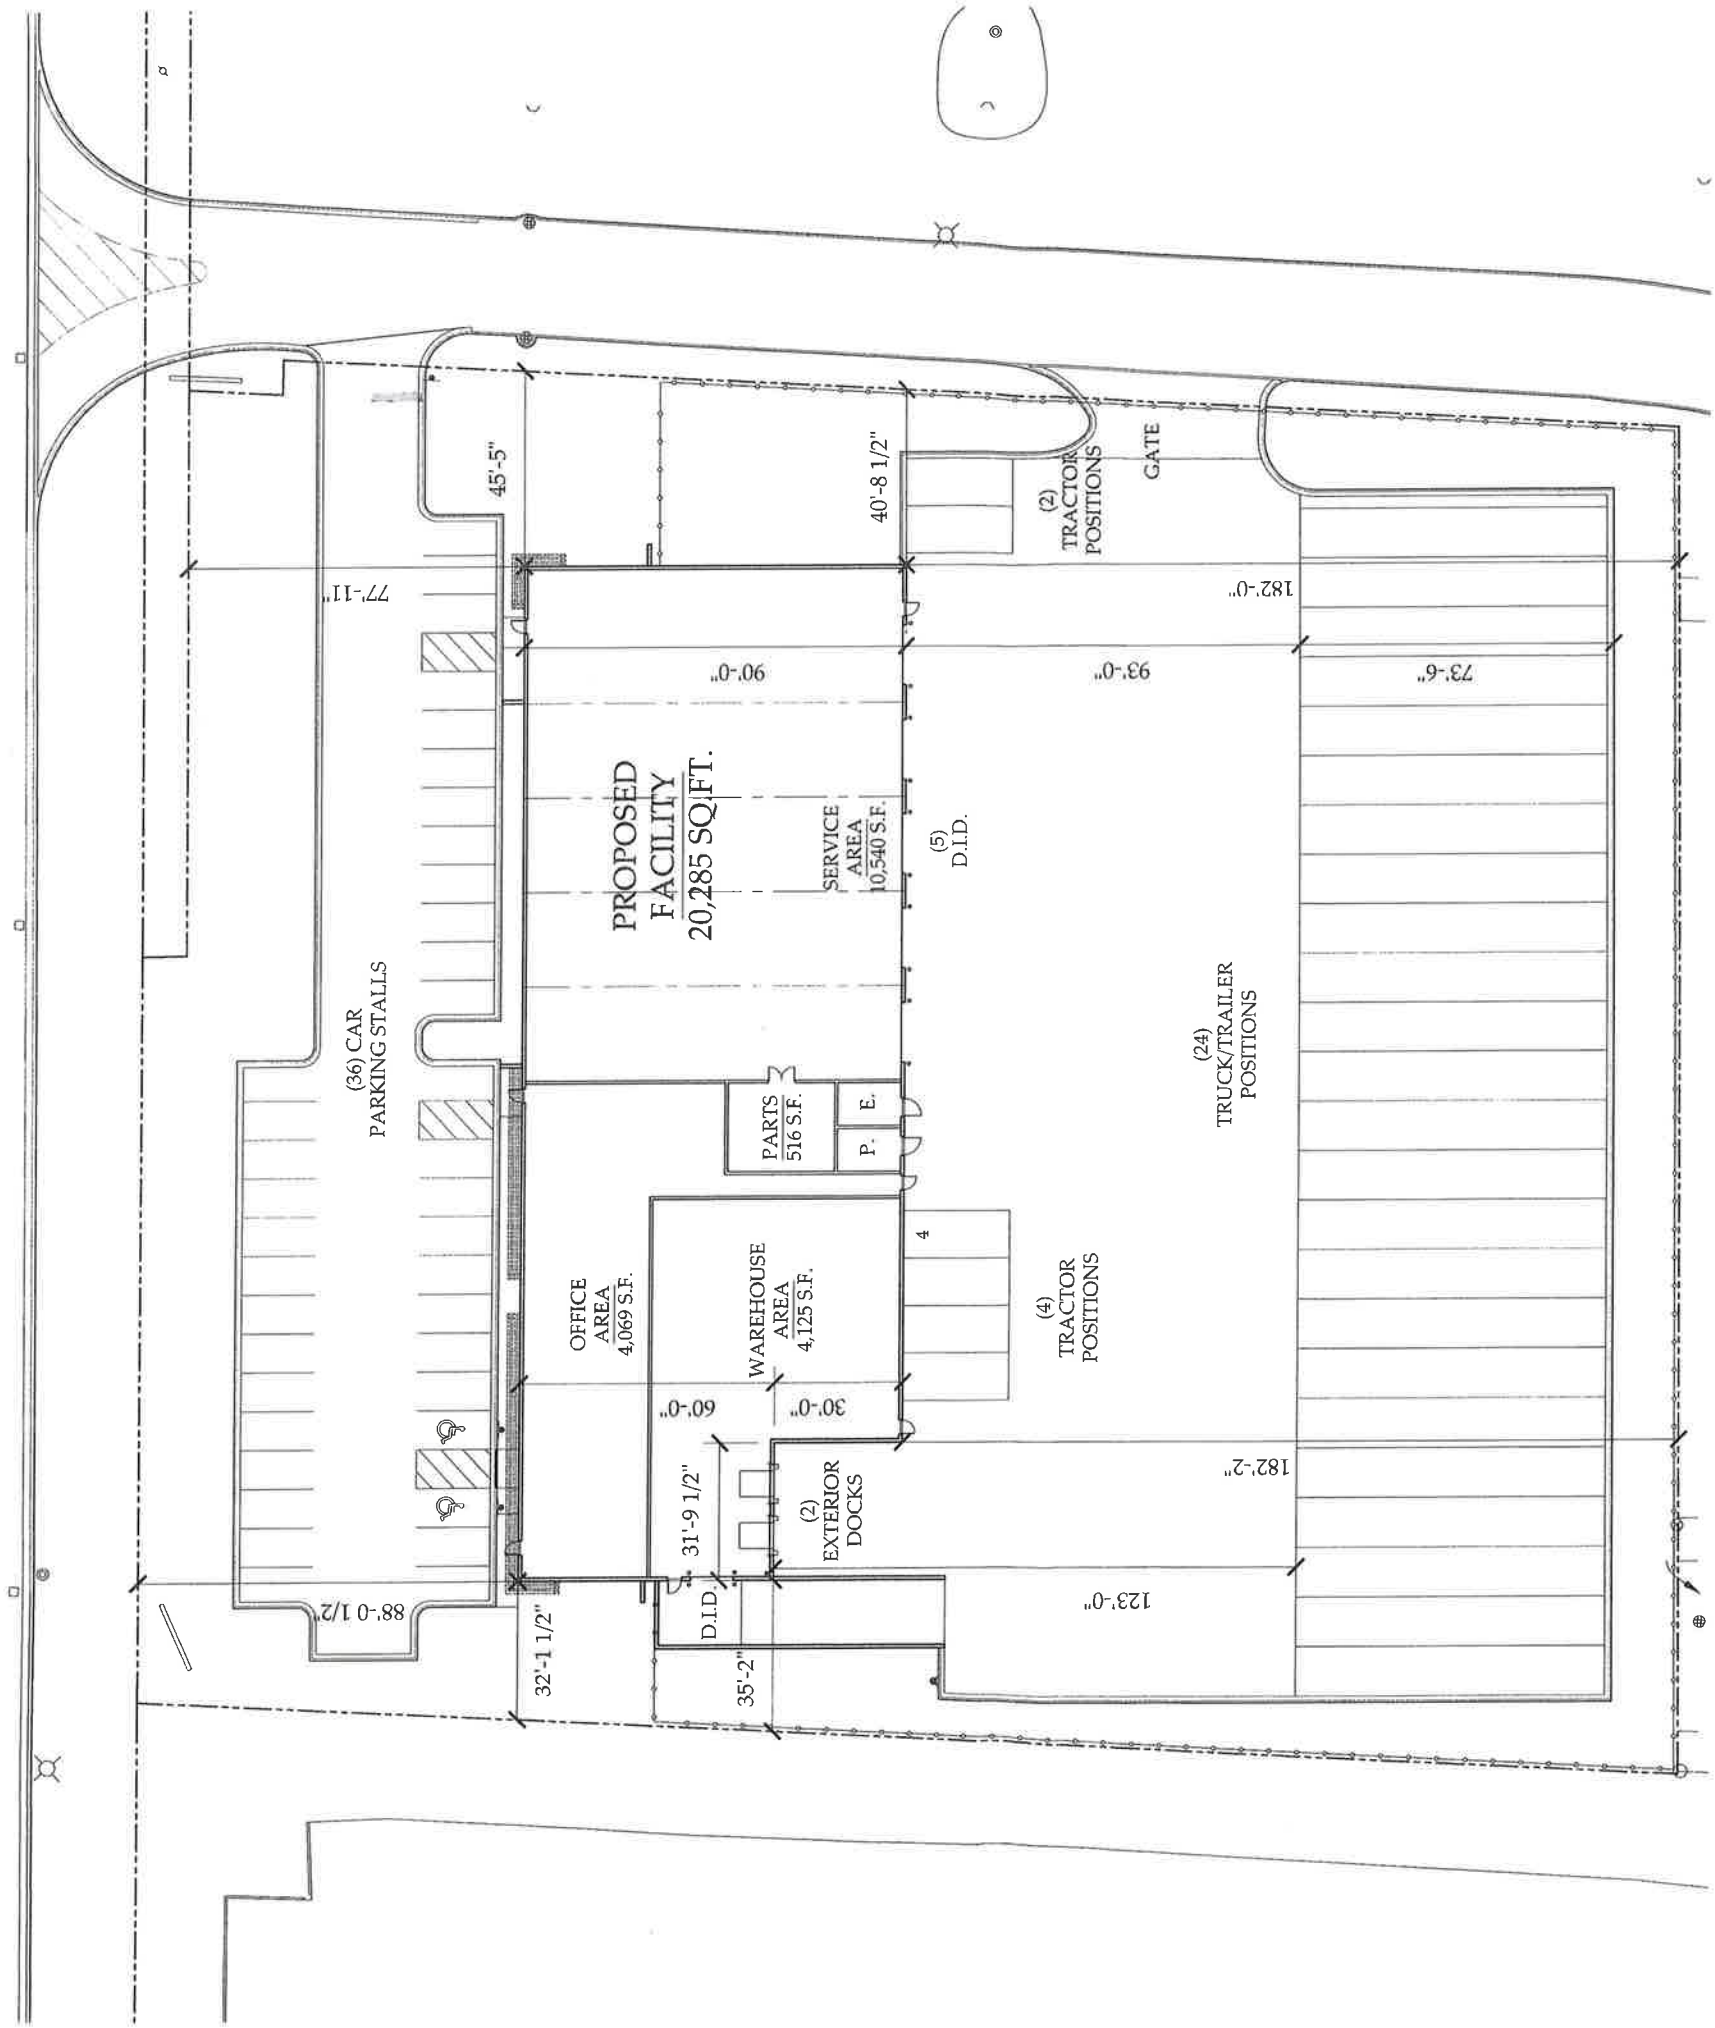 (36) CAR
PARKING STALLS
77'-11"
88'-0 1/2"
45'-5"
32'-1 1/2"
PROPOSED
FACILITY
20,285 SQ.FT.
OFFICE
AREA
4,069 S.F.
90'-0"
60'-0"
30'-0"
SERVICE
AREA
10,540 S.F.
PARTS
516 S.F.
P.
E.
WAREHOUSE
AREA
4,125 S.F.
31'-9 1/2"
D.I.D.
35'-2"
(2)
EXTERIOR
DOCKS
40'-8 1/2"
(5)
D.I.D.
4
(4)
TRACTOR
POSITIONS
(2)
TRACTOR
POSITIONS
GATE
182'-0"
93'-0"
73'-6"
182'-2"
123'-0"
(24)
TRUCK/TRAILER
POSITIONS